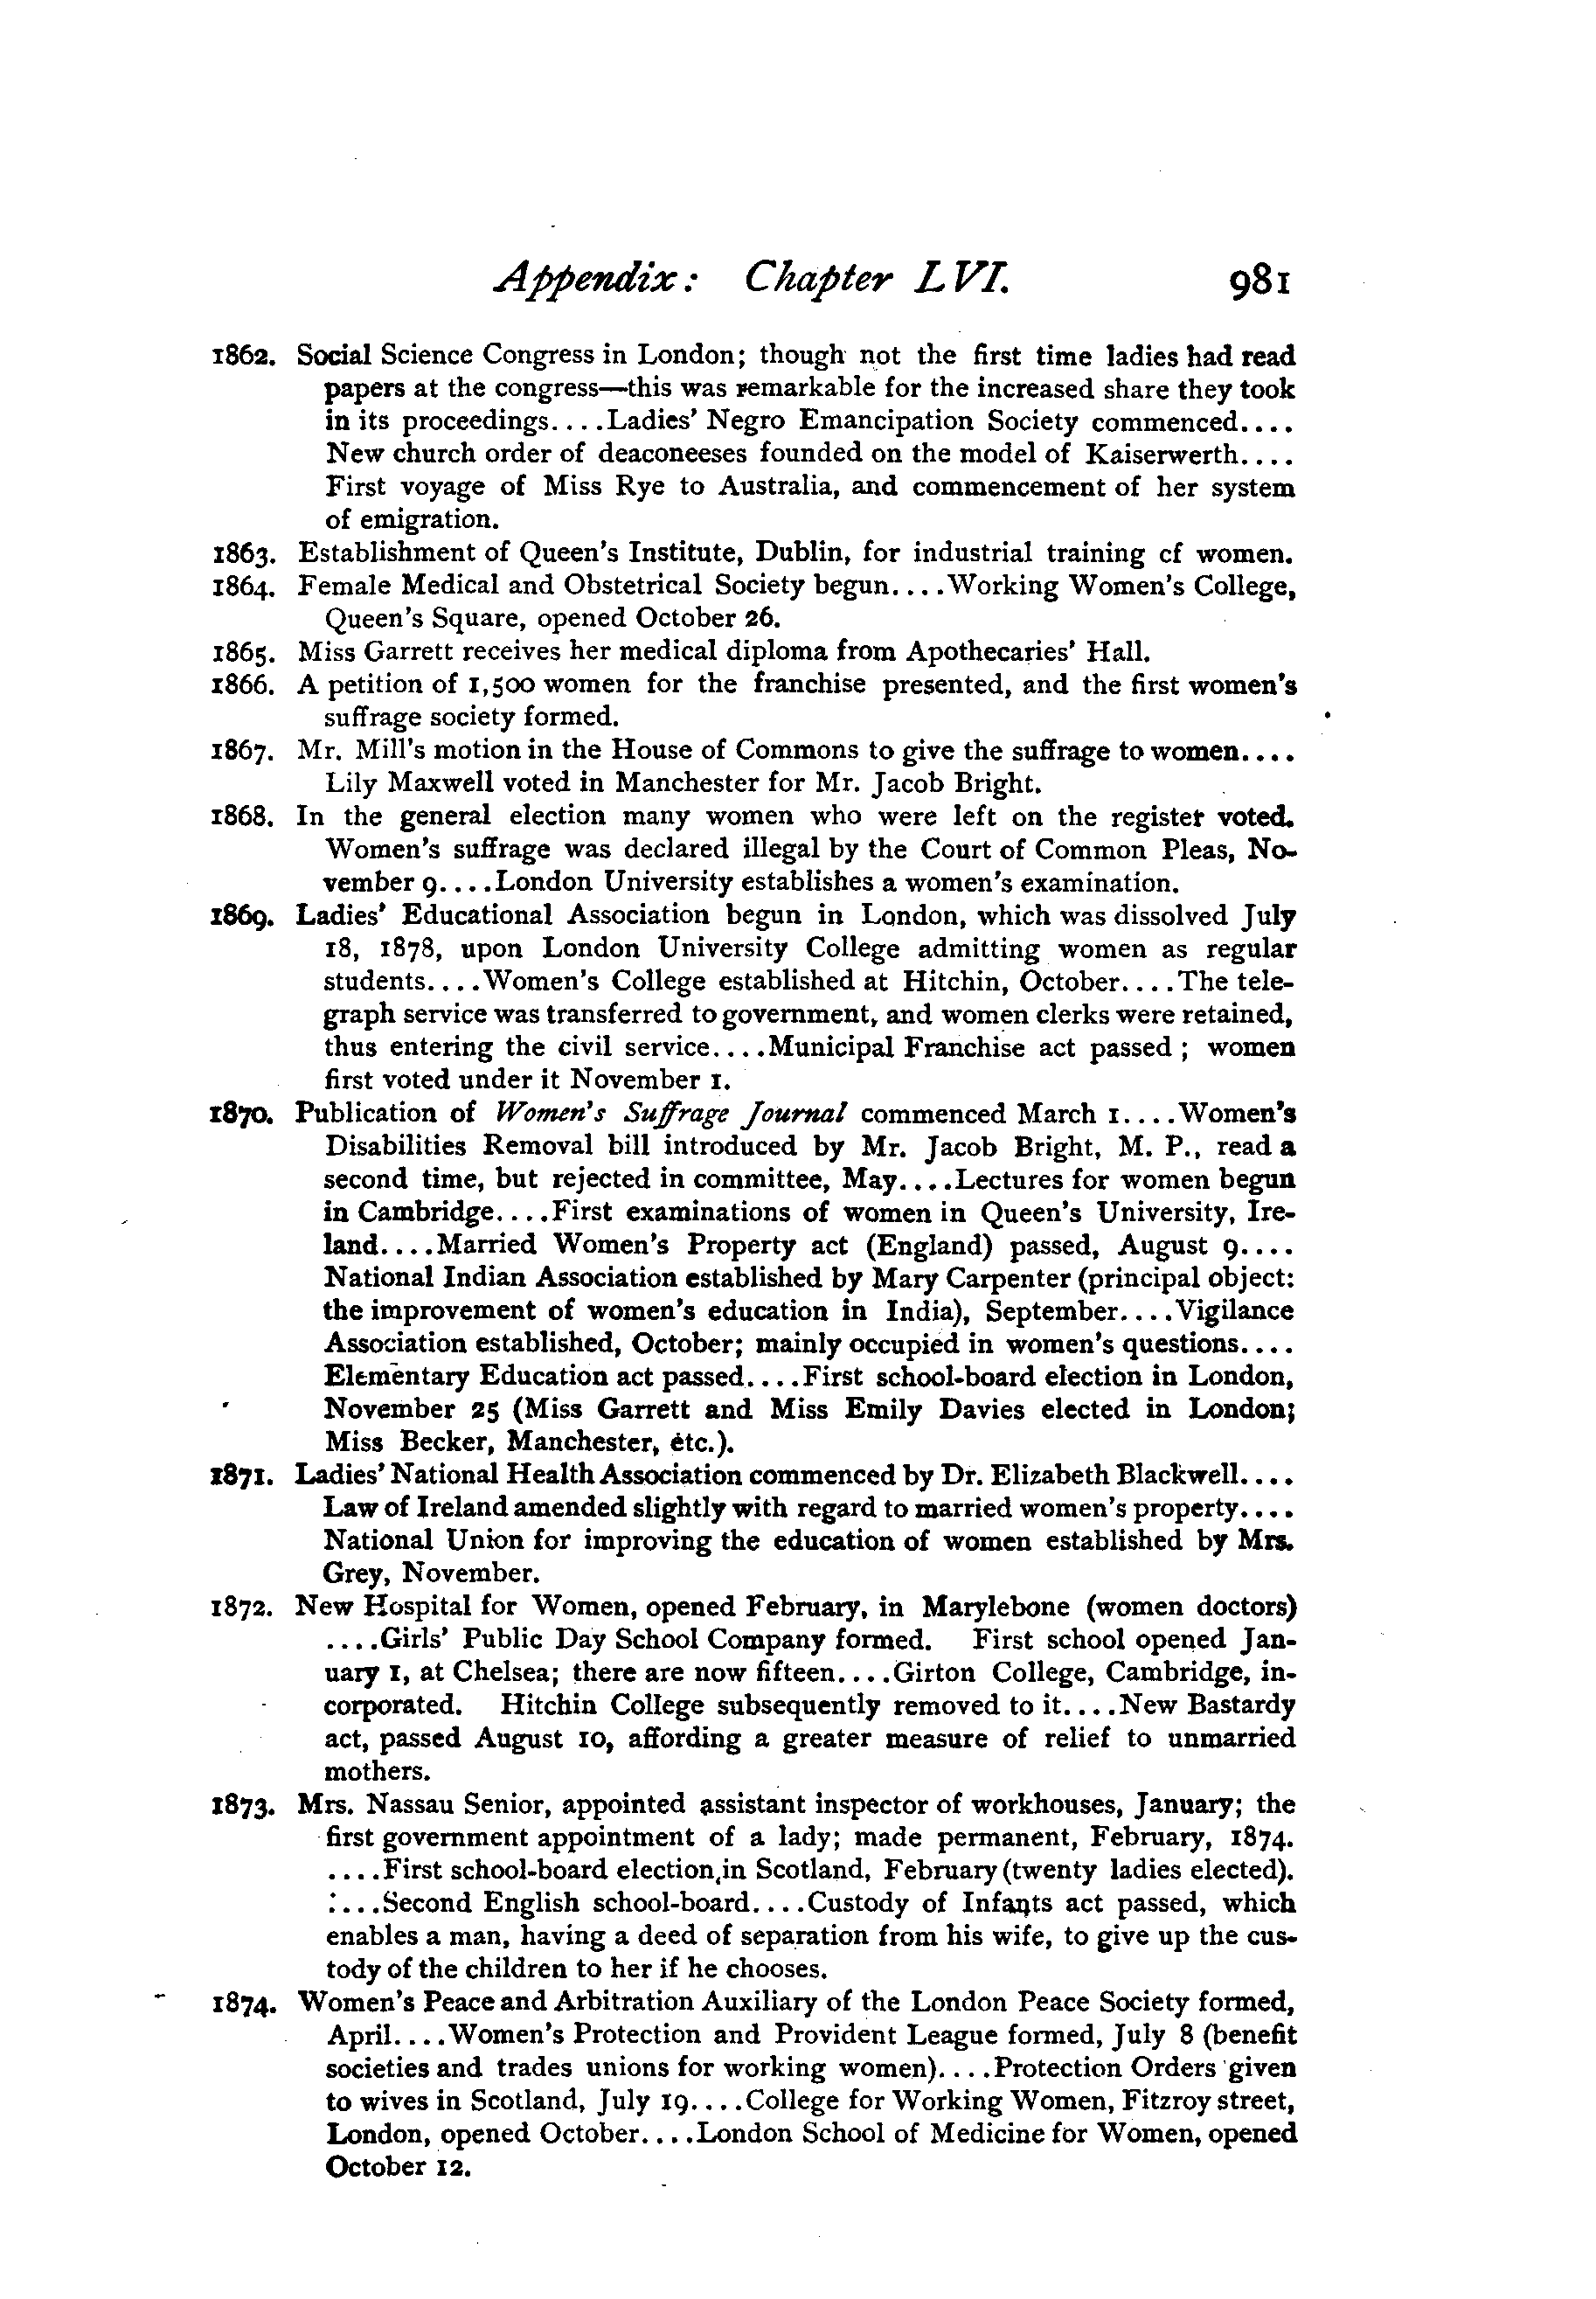 Appendix: Chapter LVI. 981
1862. Social Science Congress in London; though not the first time ladies had read
papers at the congress—this was remarkable for the increased share they took
in its proceedings....Ladies' Negro Emancipation Society commenced....
New church order of deaconeeses founded on the model of Kaiserwerth....
First voyage of Miss Rye to Australia, and commencement of her system
of emigration.
1863. Establishment of Queen's Institute, Dublin, for industrial training cf women.
1864. Female Medical and Obstetrical Society begun....Working Women's College,
Queen's Square, opened October 26.
1865. Miss Garrett receives her medical diploma from Apothecaries' Hall.
1866. A petition of 1,500 women for the franchise presented, and the first women's
suffrage society formed.
1867. Mr. Mill's motion in the House of Commons to give the suffrage to women....
Lily Maxwell voted in Manchester for Mr. Jacob Bright.
1868. In the general election many women who were left on the register voted.
Women's suffrage was declared illegal by the Court of Common Pleas, No-
vember 9....London University establishes a women's examination.
1869. Ladies' Educational Association begun in London, which was dissolved July
18, 1878, upon London University College admitting women as regular
students....Women's College established at Hitchin, October....The tele-
graph service was transferred to government, and women clerks were retained,
thus entering the civil service....Municipal Franchise act passed; women
first voted under it November 1.
1870. Publication of Women's Suffrage Journal commenced March 1....Women's
Disabilities Removal bill introduced by Mr. Jacob Bright, M. P., read a
second time, but rejected in committee, May....Lectures for women begun
in Cambridge....First examinations of women in Queen's University, Ire-
land....Married Women's Property act (England) passed, August 9....
National Indian Association established by Mary Carpenter (principal object:
the improvement of women's education in India), September....Vigilance
Association established, October; mainly occupied in women's questions....
Elementary Education act passed....First school-board election in London,
November 25 (Miss Garrett and Miss Emily Davies elected in London;
Miss Becker, Manchester, etc.).
1871. Ladies' National Health Association commenced by Dr. Elizabeth Blackwell....
Law of Ireland amended slightly with regard to married women's property....
National Union for improving the education of women established by Mrs.
Grey, November.
1872. New Hospital for Women, opened February, in Marylebone (women doctors)
....Girls' Public Day School Company formed. First school opened Jan-
uary 1, at Chelsea; there are now fifteen....Girton College, Cambridge, in-
corporated. Hitchin College subsequently removed to it....New Bastardy
act, passed August 10, affording a greater measure of relief to unmarried
mothers.
1873. Mrs. Nassau Senior, appointed assistant inspector of workhouses, January; the
first government appointment of a lady; made permanent, February, 1874.
....First school-board election in Scotland, February (twenty ladies elected).
....Second English school-board....Custody of Infants act passed, which
enables a man, having a deed of separation from his wife, to give up the cus-
tody of the children to her if he chooses.
1874. Women's Peace and Arbitration Auxiliary of the London Peace Society formed,
April....Women's Protection and Provident League formed, July 8 (benefit
societies and trades unions for working women)....Protection Orders given
to wives in Scotland, July 19....College for Working Women, Fitzroy street,
London, opened October....London School of Medicine for Women, opened
October 12.